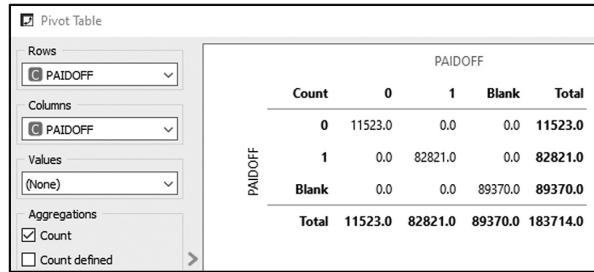 Pivot Table
Rows
C PAIDOFF
Columns
C PAIDOFF
Values
(None)
Aggregations
Count
Count defined
PAIDOFF
Count 0 1 Blank Total
0 11523.0 0.0 0.0 11523.0
PAIDOFF
1 0.0 82821.0 0.0 82821.0
Blank 0.0 0.0 89370.0 89370.0
Total 11523.0 82821.0 89370.0 183714.0